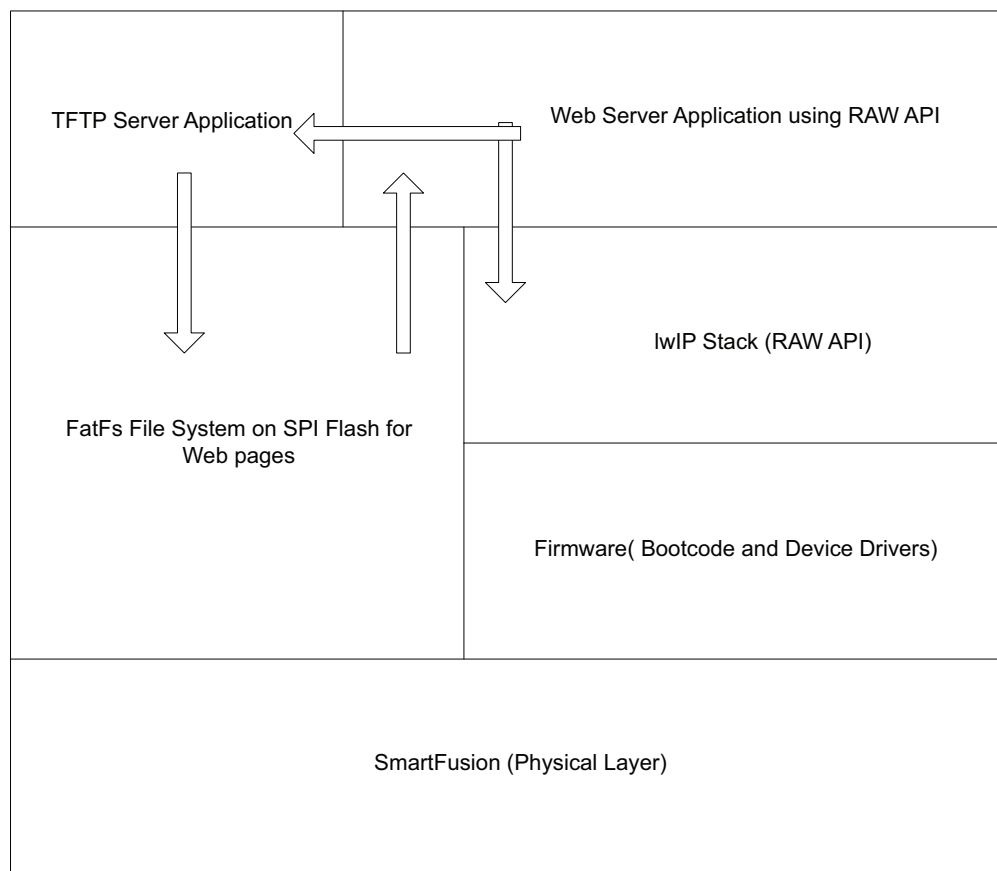 TFTP Server Application
Web Server Application using RAW API
lwIP Stack (RAW API)
FatFs File System on SPI Flash for
Web pages
Firmware( Bootcode and Device Drivers)
SmartFusion (Physical Layer)